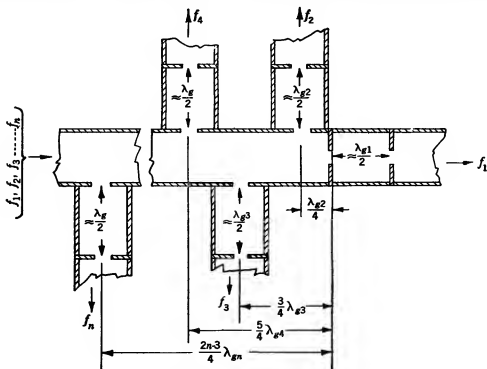 f₄
f₂
≈ λg/2
≈ λg2/2
f₁, f₂, f₃ ------fₙ
≈ λg1/2
f₁
λg2/4
≈ λg/2
≈ λg3/2
fₙ
f₃
3/4 λg3
5/4 λg4
2n-3/4 λgn